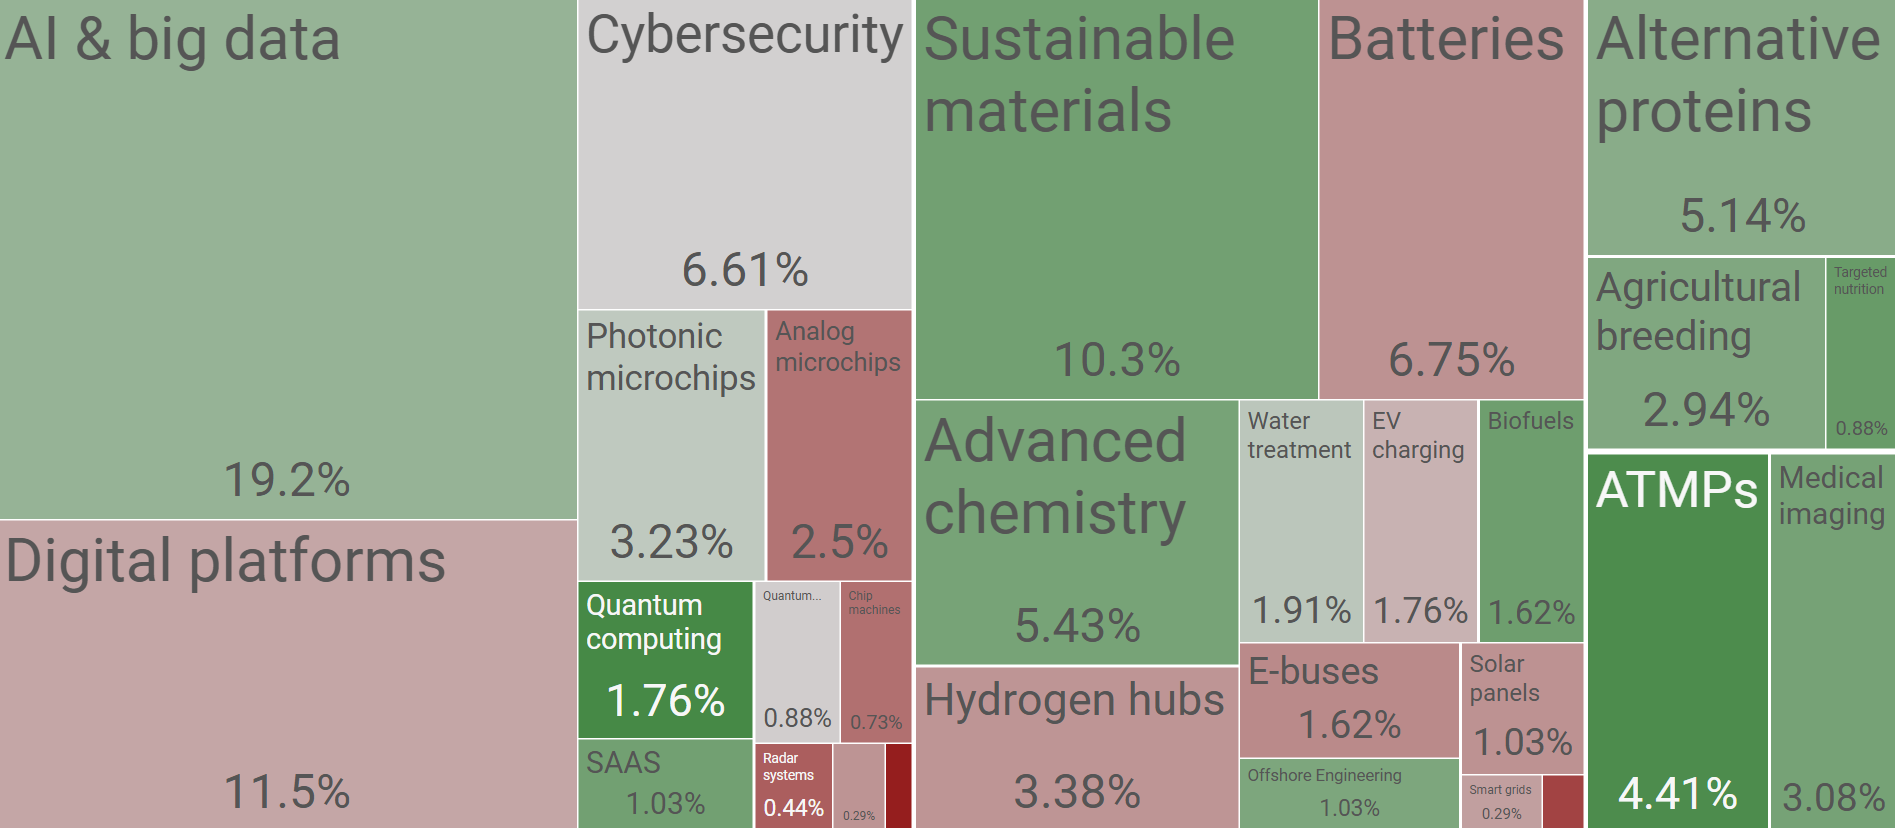 AI & big data
19.2%
Digital platforms
11.5%
Cybersecurity
6.61%
Photonic
microchips
3.23%
Analog
microchips
2.5%
Quantum
computing
1.76%
SAAS
1.03%
Quantum...
0.88%
Chip
machines
0.73%
Radar
systems
0.44%
0.29%
Sustainable
materials
10.3%
Batteries
6.75%
Advanced
chemistry
5.43%
Hydrogen hubs
3.38%
Water
treatment
1.91%
EV
charging
1.76%
Biofuels
1.62%
E-buses
1.62%
Offshore Engineering
1.03%
Solar
panels
1.03%
Smart grids
0.29%
Alternative
proteins
5.14%
Agricultural
breeding
2.94%
Targeted
nutrition
0.88%
ATMPs
4.41%
Medical
imaging
3.08%